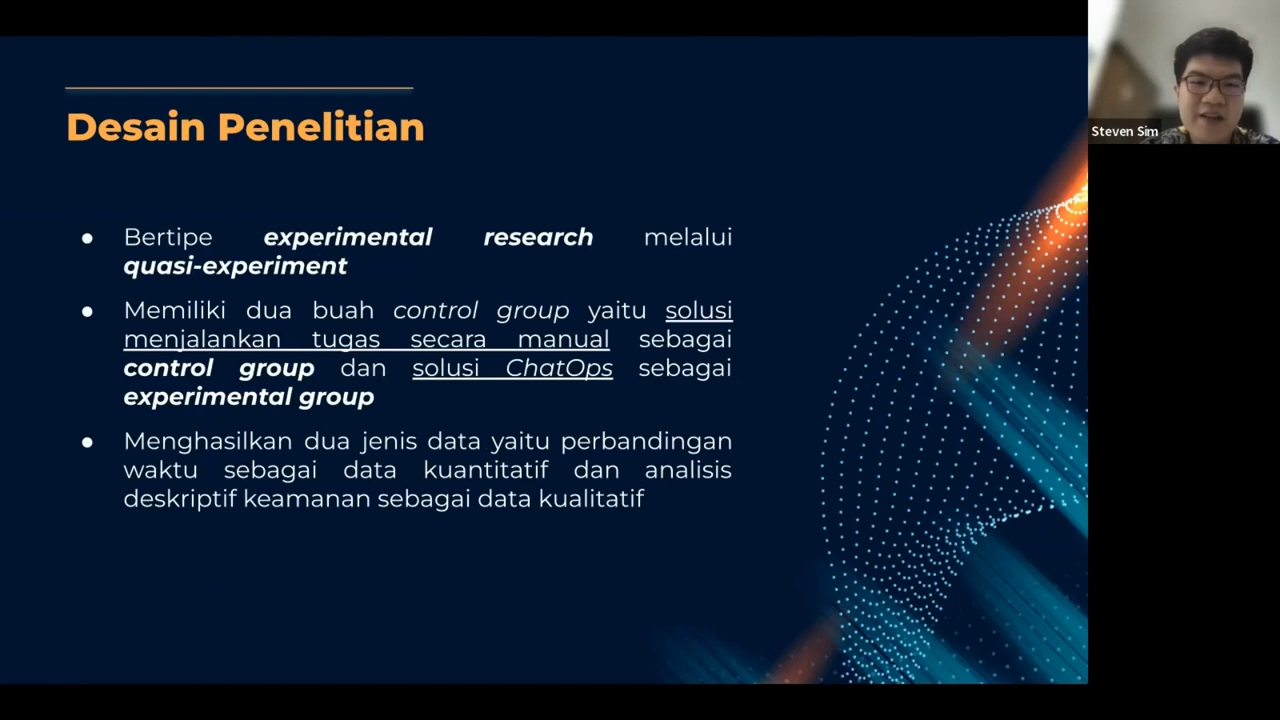 Desain Penelitian
● Bertipe experimental research melalui
quasi-experiment
● Memiliki dua buah control group yaitu solusi
menjalankan tugas secara manual sebagai
control group dan solusi ChatOps sebagai
experimental group
● Menghasilkan dua jenis data yaitu perbandingan
waktu sebagai data kuantitatif dan analisis
deskriptif keamanan sebagai data kualitatif
Steven Sim